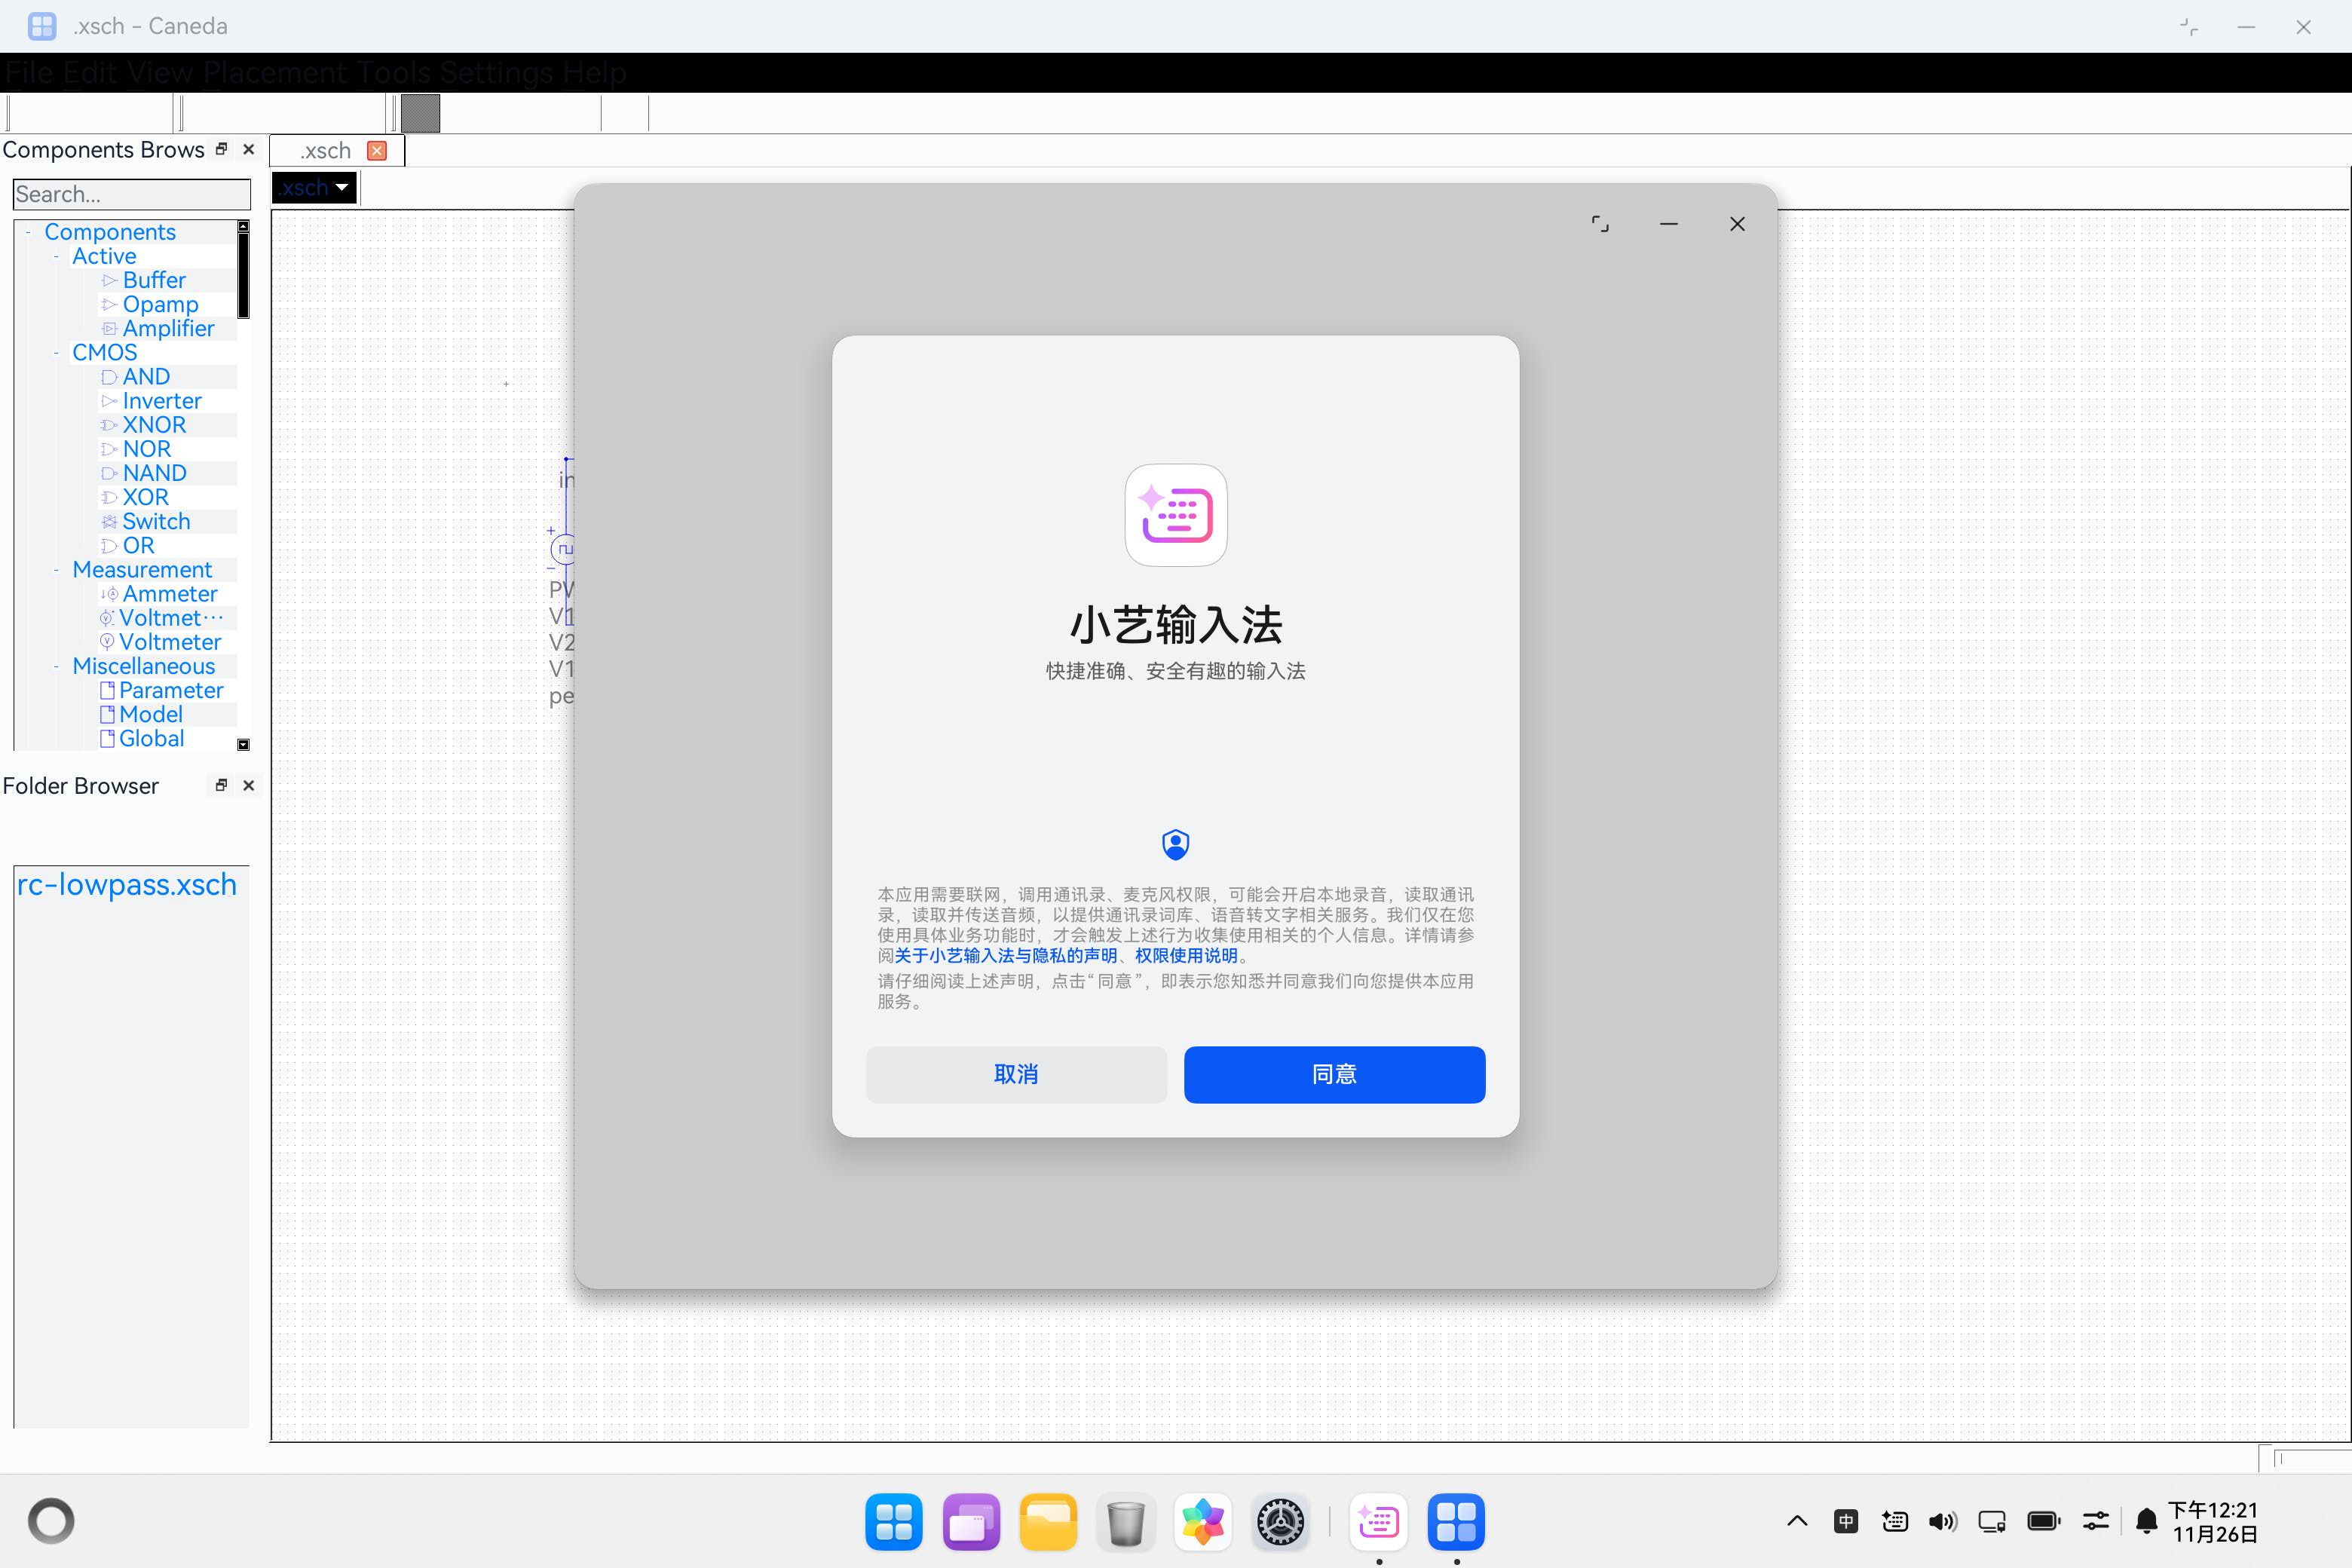 .xsch - Caneda
File Edit View Placement Tools Settings Help
Components Brows
.xsch
Search...
.xsch
Components
Active
Buffer
Opamp
Amplifier
CMOS
AND
Inverter
XNOR
NOR
NAND
XOR
Switch
OR
Measurement
Ammeter
Voltmet···
Voltmeter
Miscellaneous
Parameter
Model
Global
Folder Browser
rc-lowpass.xsch
in
+
−
PW
V1
V2
V1
pe
小艺输入法
快捷准确、安全有趣的输入法
本应用需要联网，调用通讯录、麦克风权限，可能会开启本地录音，读取通讯
录，读取并传送音频，以提供通讯录词库、语音转文字相关服务。我们仅在您
使用具体业务功能时，才会触发上述行为收集使用相关的个人信息。详情请参
阅关于小艺输入法与隐私的声明、权限使用说明。
请仔细阅读上述声明，点击“同意”，即表示您知悉并同意我们向您提供本应用
服务。
取消
同意
中
下午12:21
11月26日